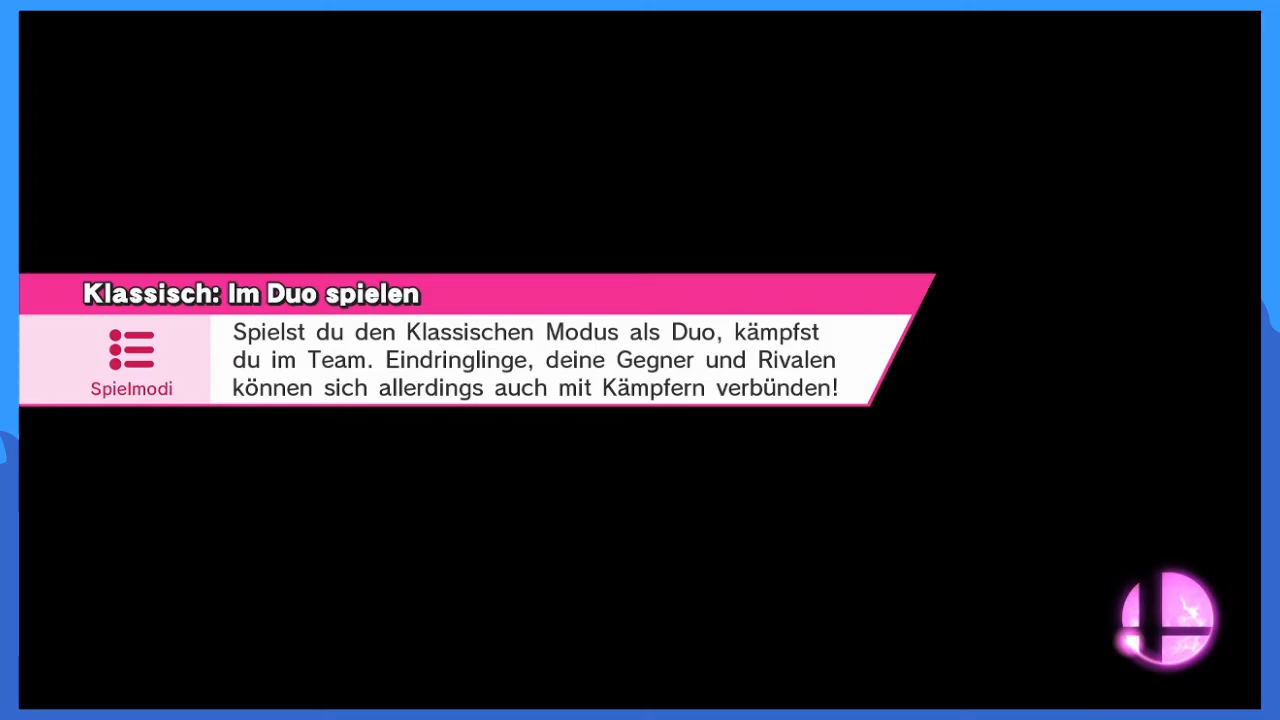 Klassisch: Im Duo spielen
Spielmodi
Spielst du den Klassischen Modus als Duo, kämpfst
du im Team. Eindringlinge, deine Gegner und Rivalen
können sich allerdings auch mit Kämpfern verbünden!